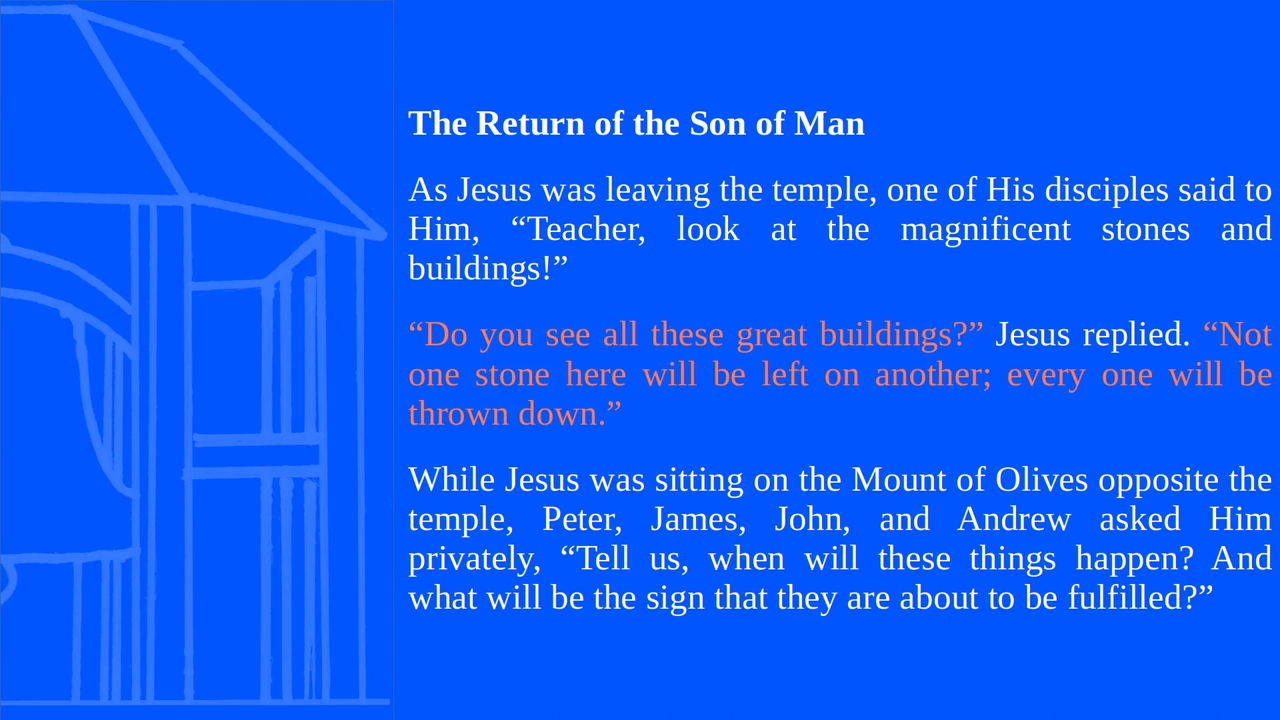 The Return of the Son of Man
As Jesus was leaving the temple, one of His disciples said to
Him, “Teacher, look at the magnificent stones and
buildings!”
“Do you see all these great buildings?” Jesus replied. “Not
one stone here will be left on another; every one will be
thrown down.”
While Jesus was sitting on the Mount of Olives opposite the
temple, Peter, James, John, and Andrew asked Him
privately, “Tell us, when will these things happen? And
what will be the sign that they are about to be fulfilled?”